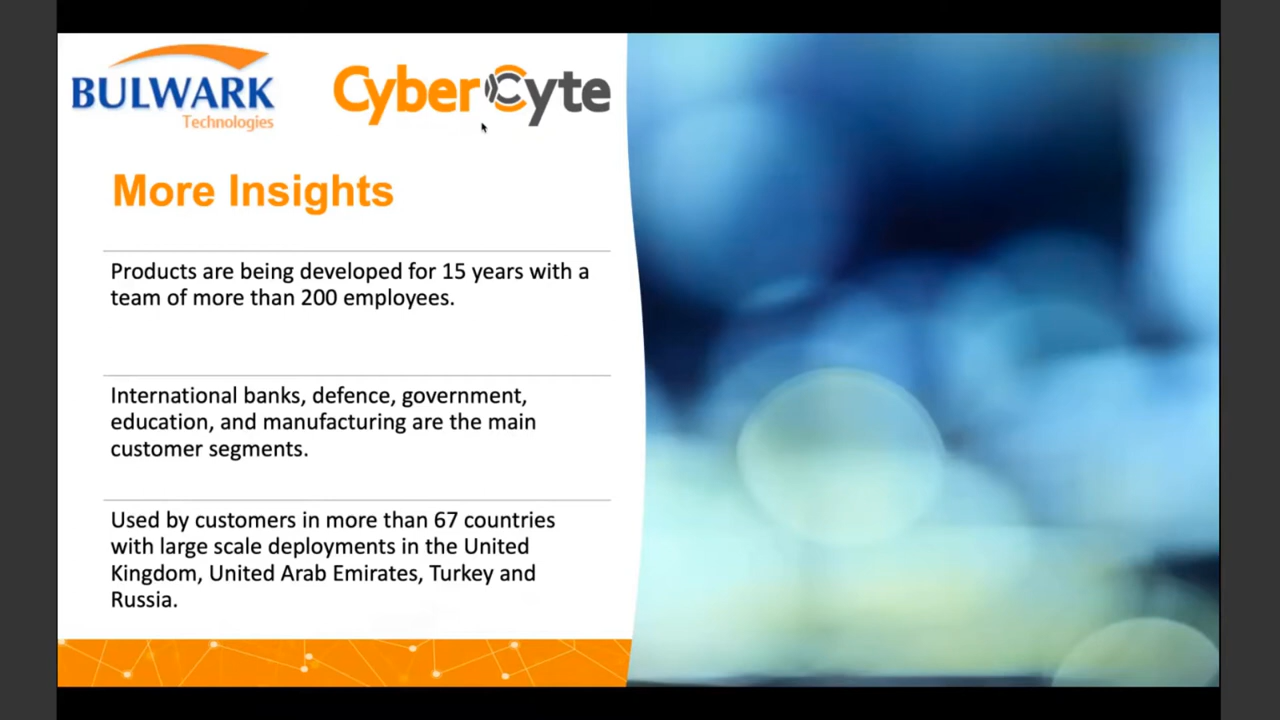 BULWARK
Technologies
CyberCyte
More Insights
Products are being developed for 15 years with a
team of more than 200 employees.
International banks, defence, government,
education, and manufacturing are the main
customer segments.
Used by customers in more than 67 countries
with large scale deployments in the United
Kingdom, United Arab Emirates, Turkey and
Russia.